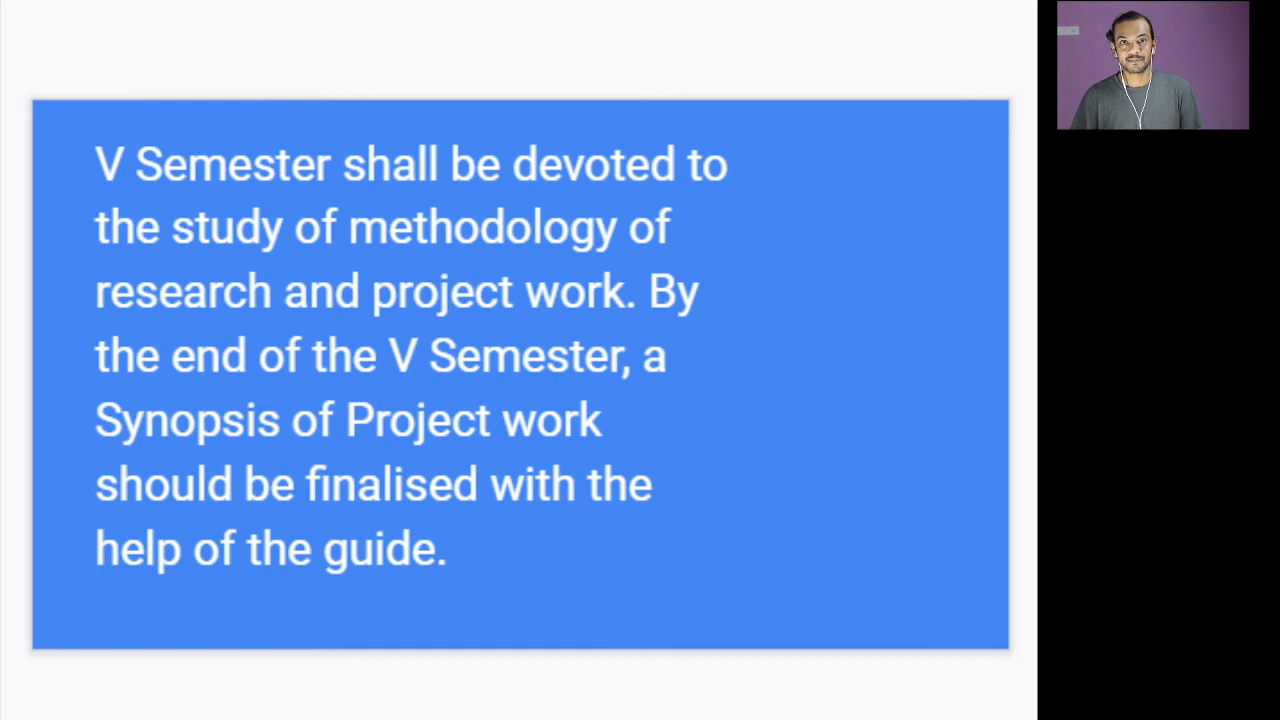 V Semester shall be devoted to
the study of methodology of
research and project work. By
the end of the V Semester, a
Synopsis of Project work
should be finalised with the
help of the guide.